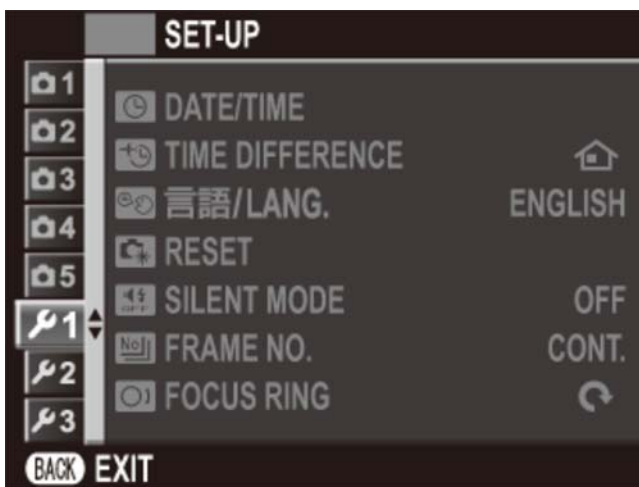 SET-UP
1
DATE/TIME
2
TIME DIFFERENCE
3
言語/LANG. ENGLISH
4
RESET
5
SILENT MODE OFF
1
FRAME NO. CONT.
2
FOCUS RING
3
BACK EXIT